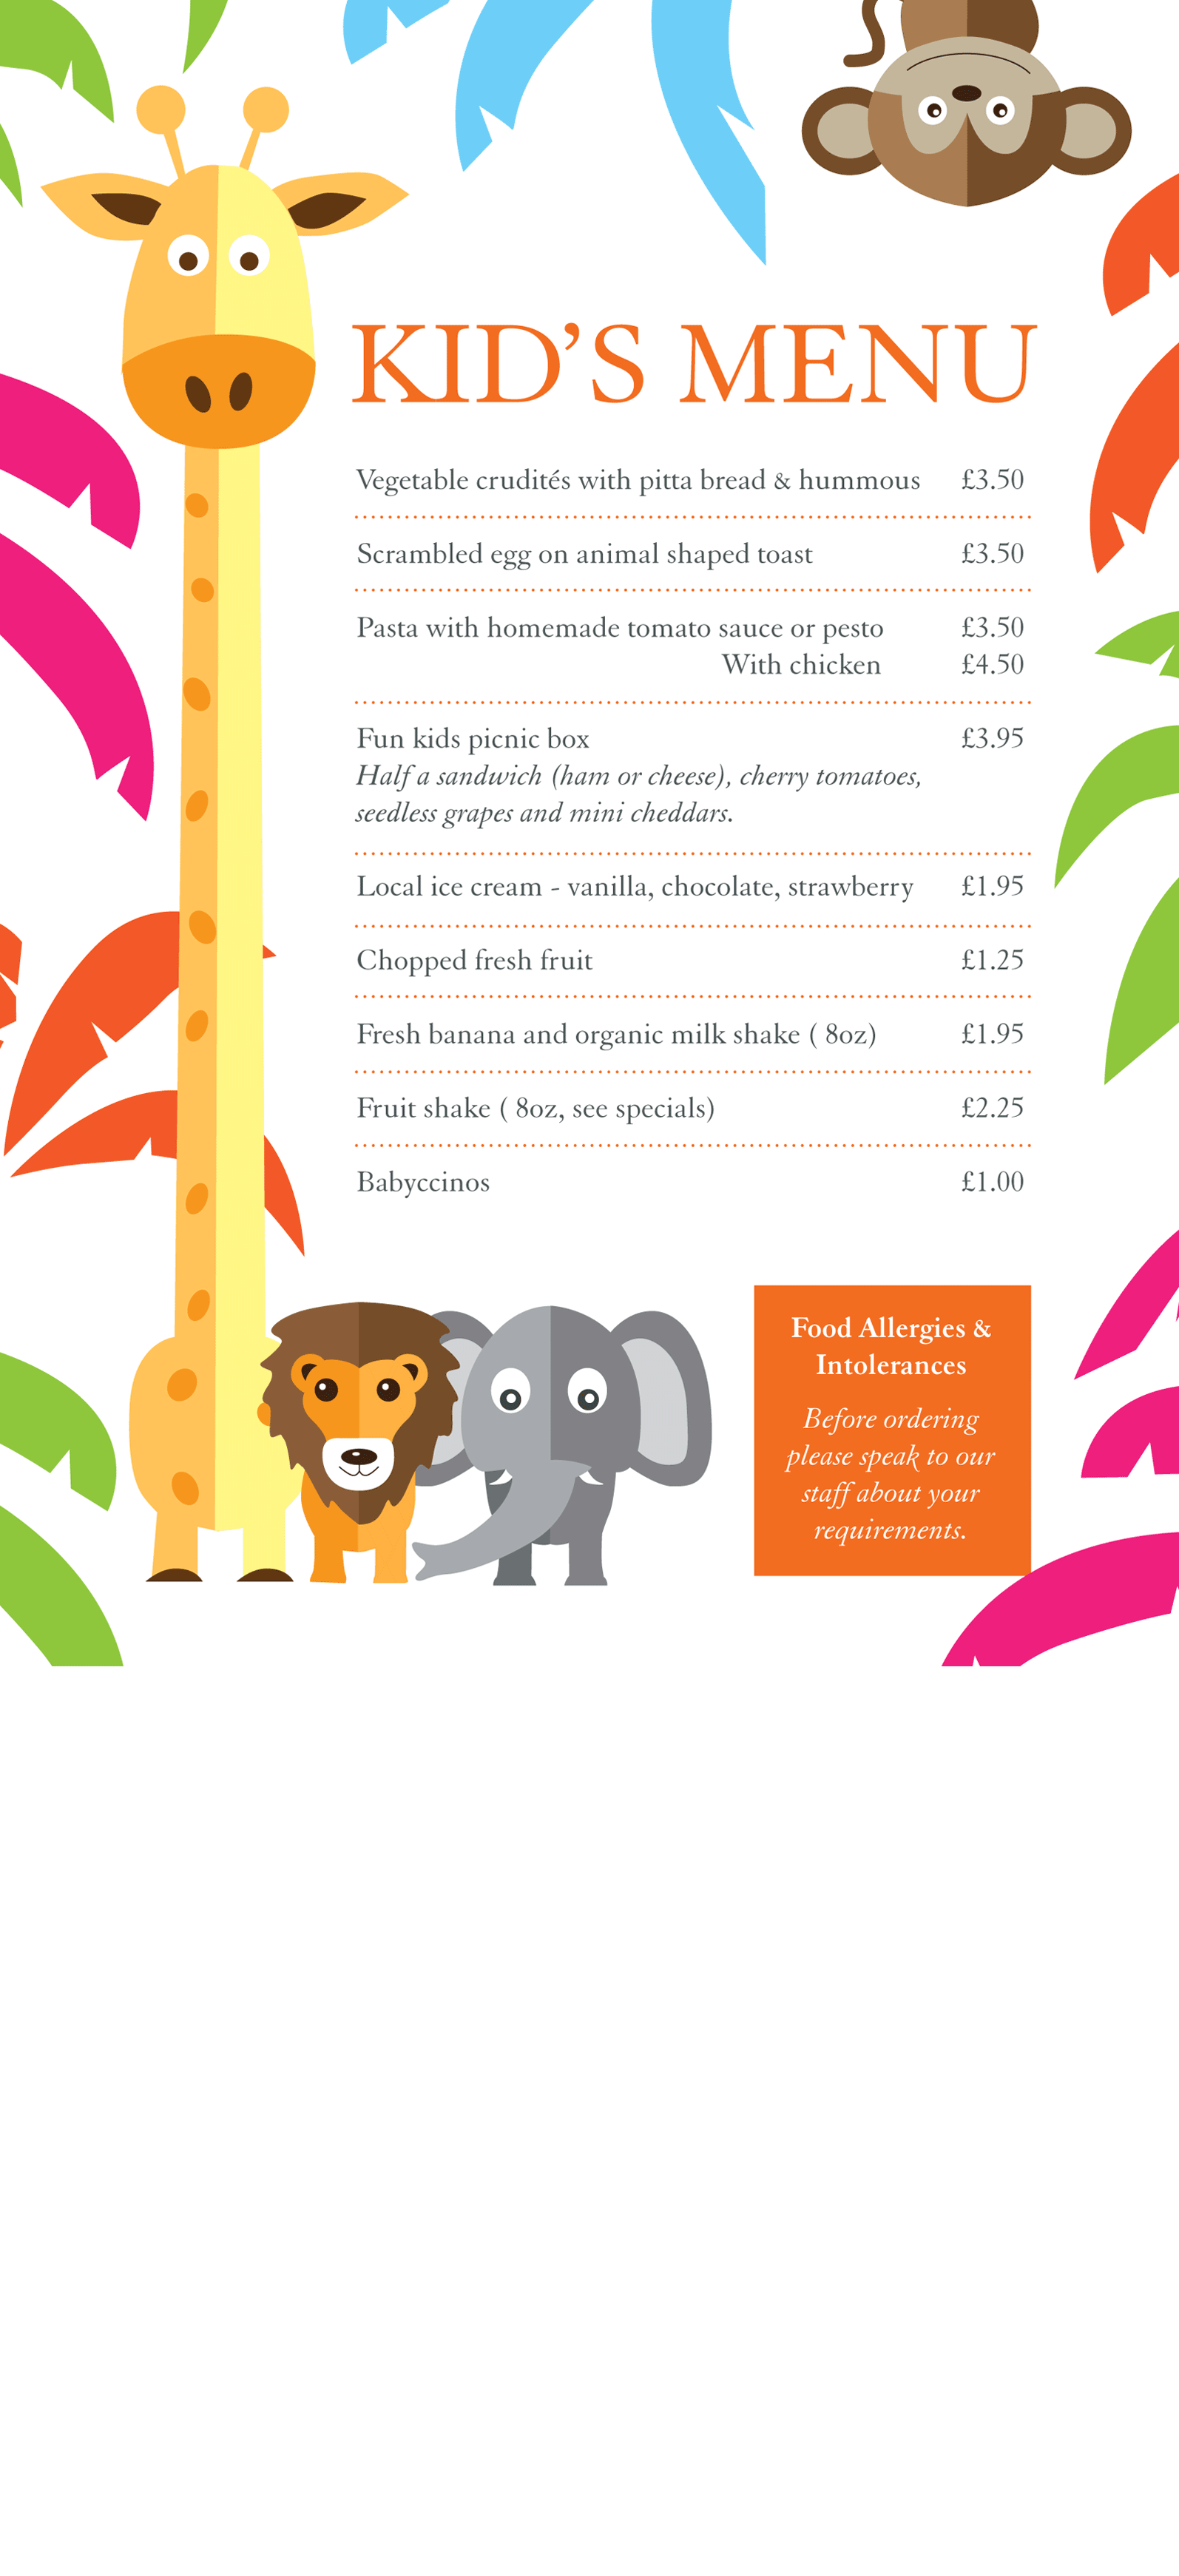 KID’S MENU
Vegetable crudités with pitta bread & hummous £3.50
Scrambled egg on animal shaped toast £3.50
Pasta with homemade tomato sauce or pesto £3.50
With chicken £4.50
Fun kids picnic box £3.95
Half a sandwich (ham or cheese), cherry tomatoes,
seedless grapes and mini cheddars.
Local ice cream - vanilla, chocolate, strawberry £1.95
Chopped fresh fruit £1.25
Fresh banana and organic milk shake ( 8oz) £1.95
Fruit shake ( 8oz, see specials) £2.25
Babyccinos £1.00
Food Allergies &
Intolerances
Before ordering
please speak to our
staff about your
requirements.